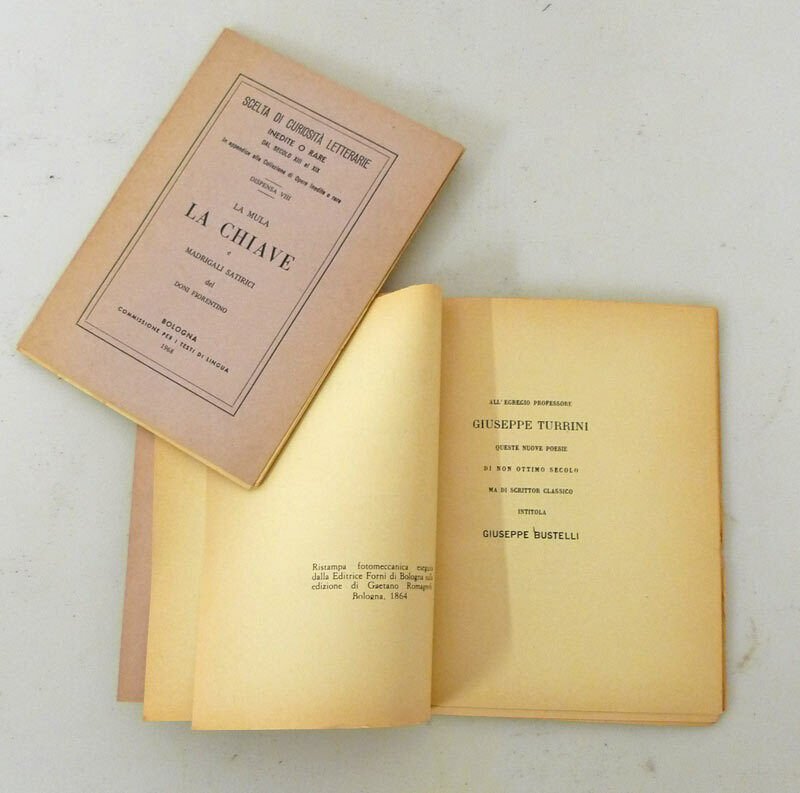 SCELTA DI CURIOSITÀ LETTERARIE
INEDITE O RARE
DAL SECOLO XIII al XIX
In appendice alla Collezione di Opere inedite o rare
DISPENSA VIII
LA MULA
LA CHIAVE
e
MADRIGALI SATIRICI
del
DONI FIORENTINO
BOLOGNA
COMMISSIONE PER I TESTI DI LINGUA
1968
Ristampa fotomeccanica
dalla Editrice Forni di Bologna
edizione di Gaetano
Bologna, 1864
ALL'EGREGIO PROFESSORE
GIUSEPPE TURRINI
QUESTE NUOVE POESIE
DI NON OTTIMO SECOLO
MA DI SCRITTOR CLASSICO
INTITOLA
GIUSEPPE BUSTELLI